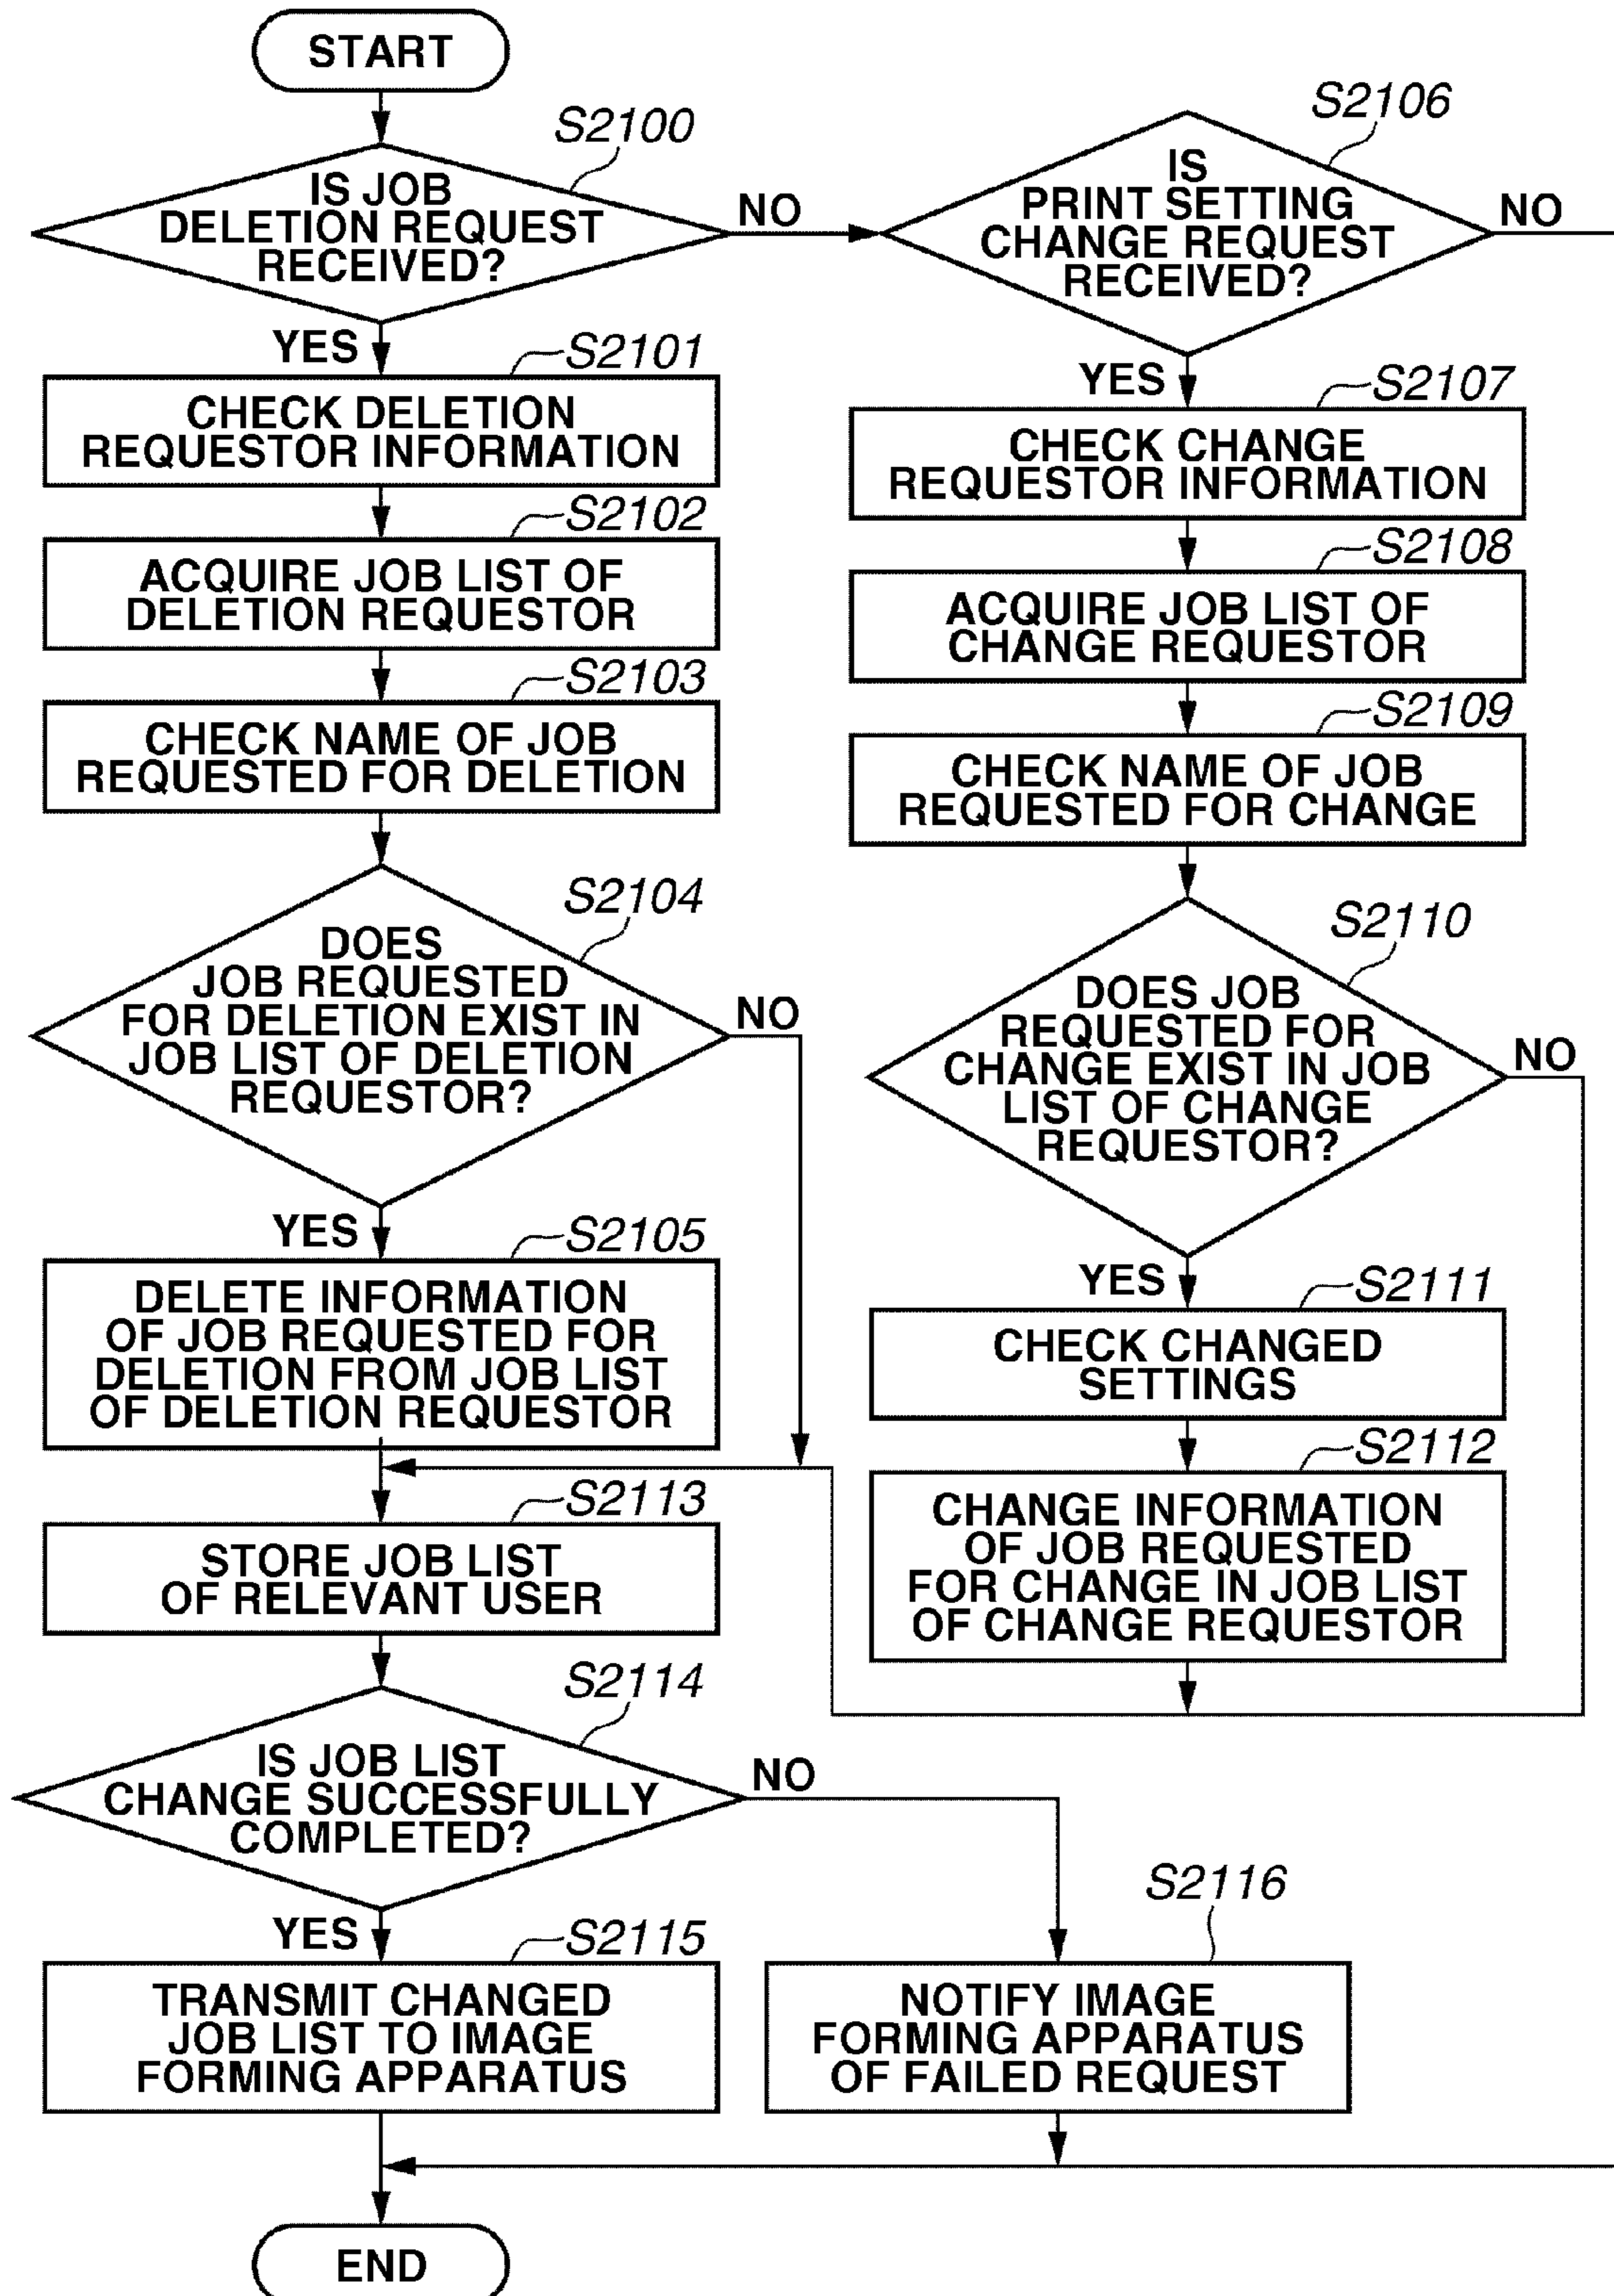 START
S2100
IS JOB
DELETION REQUEST
RECEIVED?
NO
YES
S2101
CHECK DELETION
REQUESTOR INFORMATION
S2102
ACQUIRE JOB LIST OF
DELETION REQUESTOR
S2103
CHECK NAME OF JOB
REQUESTED FOR DELETION
S2104
DOES
JOB REQUESTED
FOR DELETION EXIST IN
JOB LIST OF DELETION
REQUESTOR?
NO
YES
S2105
DELETE INFORMATION
OF JOB REQUESTED FOR
DELETION FROM JOB LIST
OF DELETION REQUESTOR
S2106
IS
PRINT SETTING
CHANGE REQUEST
RECEIVED?
NO
YES
S2107
CHECK CHANGE
REQUESTOR INFORMATION
S2108
ACQUIRE JOB LIST OF
CHANGE REQUESTOR
S2109
CHECK NAME OF JOB
REQUESTED FOR CHANGE
S2110
DOES JOB
REQUESTED FOR
CHANGE EXIST IN JOB
LIST OF CHANGE
REQUESTOR?
NO
YES
S2111
CHECK CHANGED
SETTINGS
S2112
CHANGE INFORMATION
OF JOB REQUESTED
FOR CHANGE IN JOB LIST
OF CHANGE REQUESTOR
S2113
STORE JOB LIST
OF RELEVANT USER
S2114
IS JOB LIST
CHANGE SUCCESSFULLY
COMPLETED?
NO
YES
S2115
TRANSMIT CHANGED
JOB LIST TO IMAGE
FORMING APPARATUS
S2116
NOTIFY IMAGE
FORMING APPARATUS
OF FAILED REQUEST
END